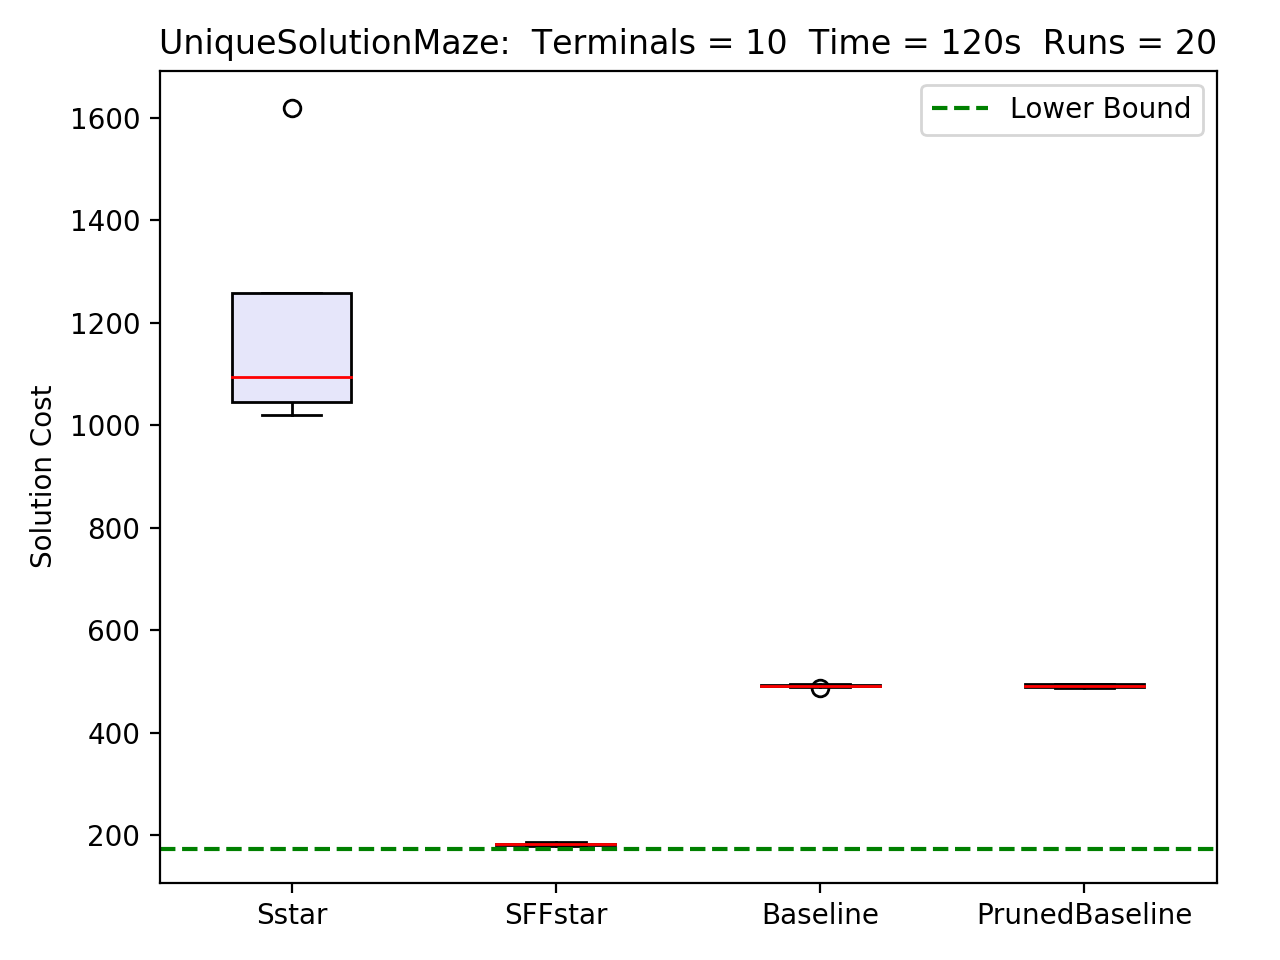 UniqueSolutionMaze:  Terminals = 10  Time = 120s  Runs = 20
Lower Bound
1600
1400
1200
1000
800
600
400
200
Solution Cost
Sstar
SFFstar
Baseline
PrunedBaseline